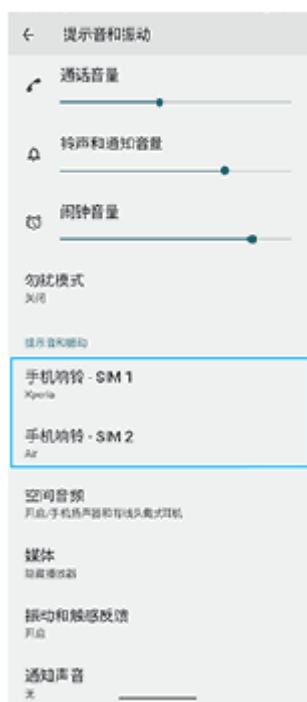 提示音和振动
通话音量
铃声和通知音量
闹钟音量
勿扰模式
关闭
提示音和振动
手机响铃 - SIM 1
Xperia
手机响铃 - SIM 2
Air
空间音频
开启/手机扬声器和有线头戴式耳机
媒体
隐藏播放器
振动和触感反馈
开启
通知声音
无